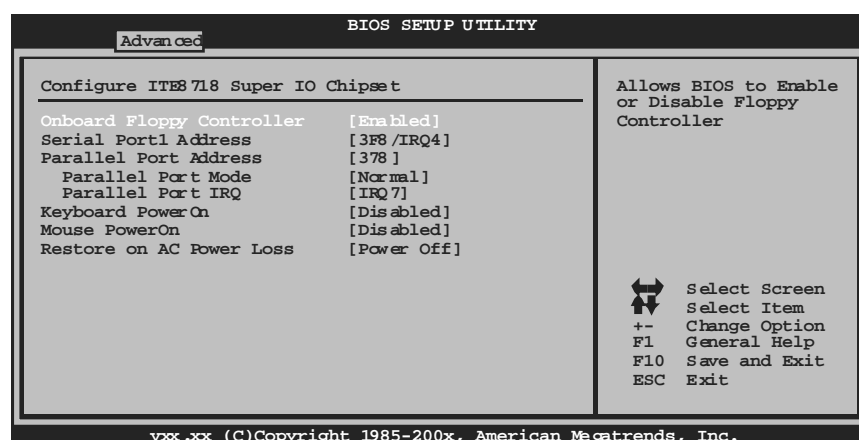 BIOS SETUP UTILITY
Advanced
Configure ITE8718 Super IO Chipset
Onboard Floppy Controller [Enabled]
Serial Port1 Address [3F8/IRQ4]
Parallel Port Address [378]
Parallel Port Mode [Normal]
Parallel Port IRQ [IRQ7]
Keyboard PowerOn [Disabled]
Mouse PowerOn [Disabled]
Restore on AC Power Loss [Power Off]
Allows BIOS to Enable
or Disable Floppy
Controller
Select Screen
Select Item
+- Change Option
F1 General Help
F10 Save and Exit
ESC Exit
vxx.xx (C)Copyright 1985-200x, American Megatrends, Inc.